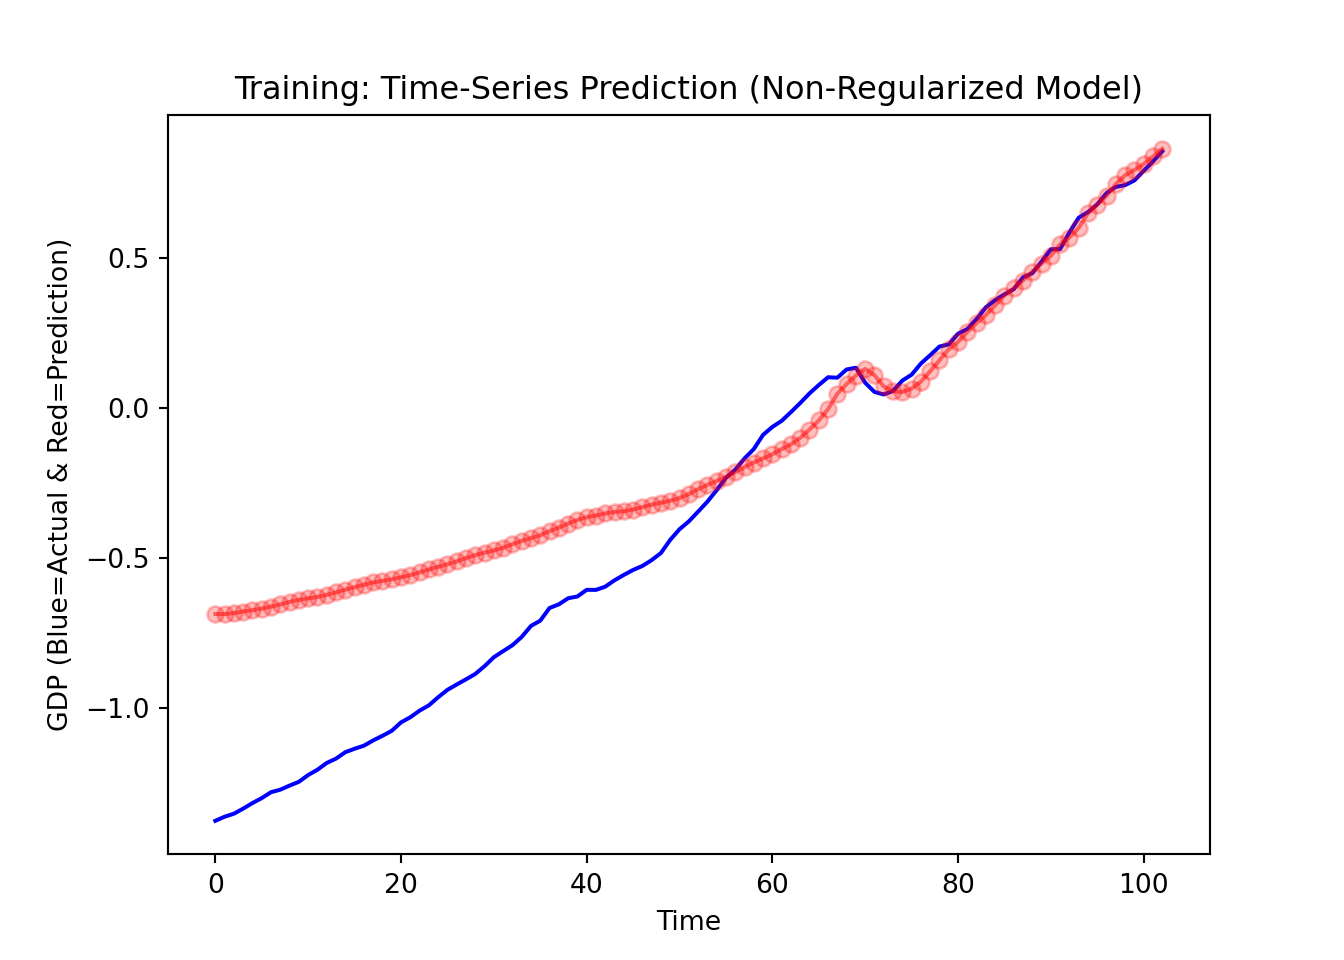 Training: Time-Series Prediction (Non-Regularized Model)
GDP (Blue=Actual & Red=Prediction)
0.5
0.0
−0.5
−1.0
0 20 40 60 80 100
Time